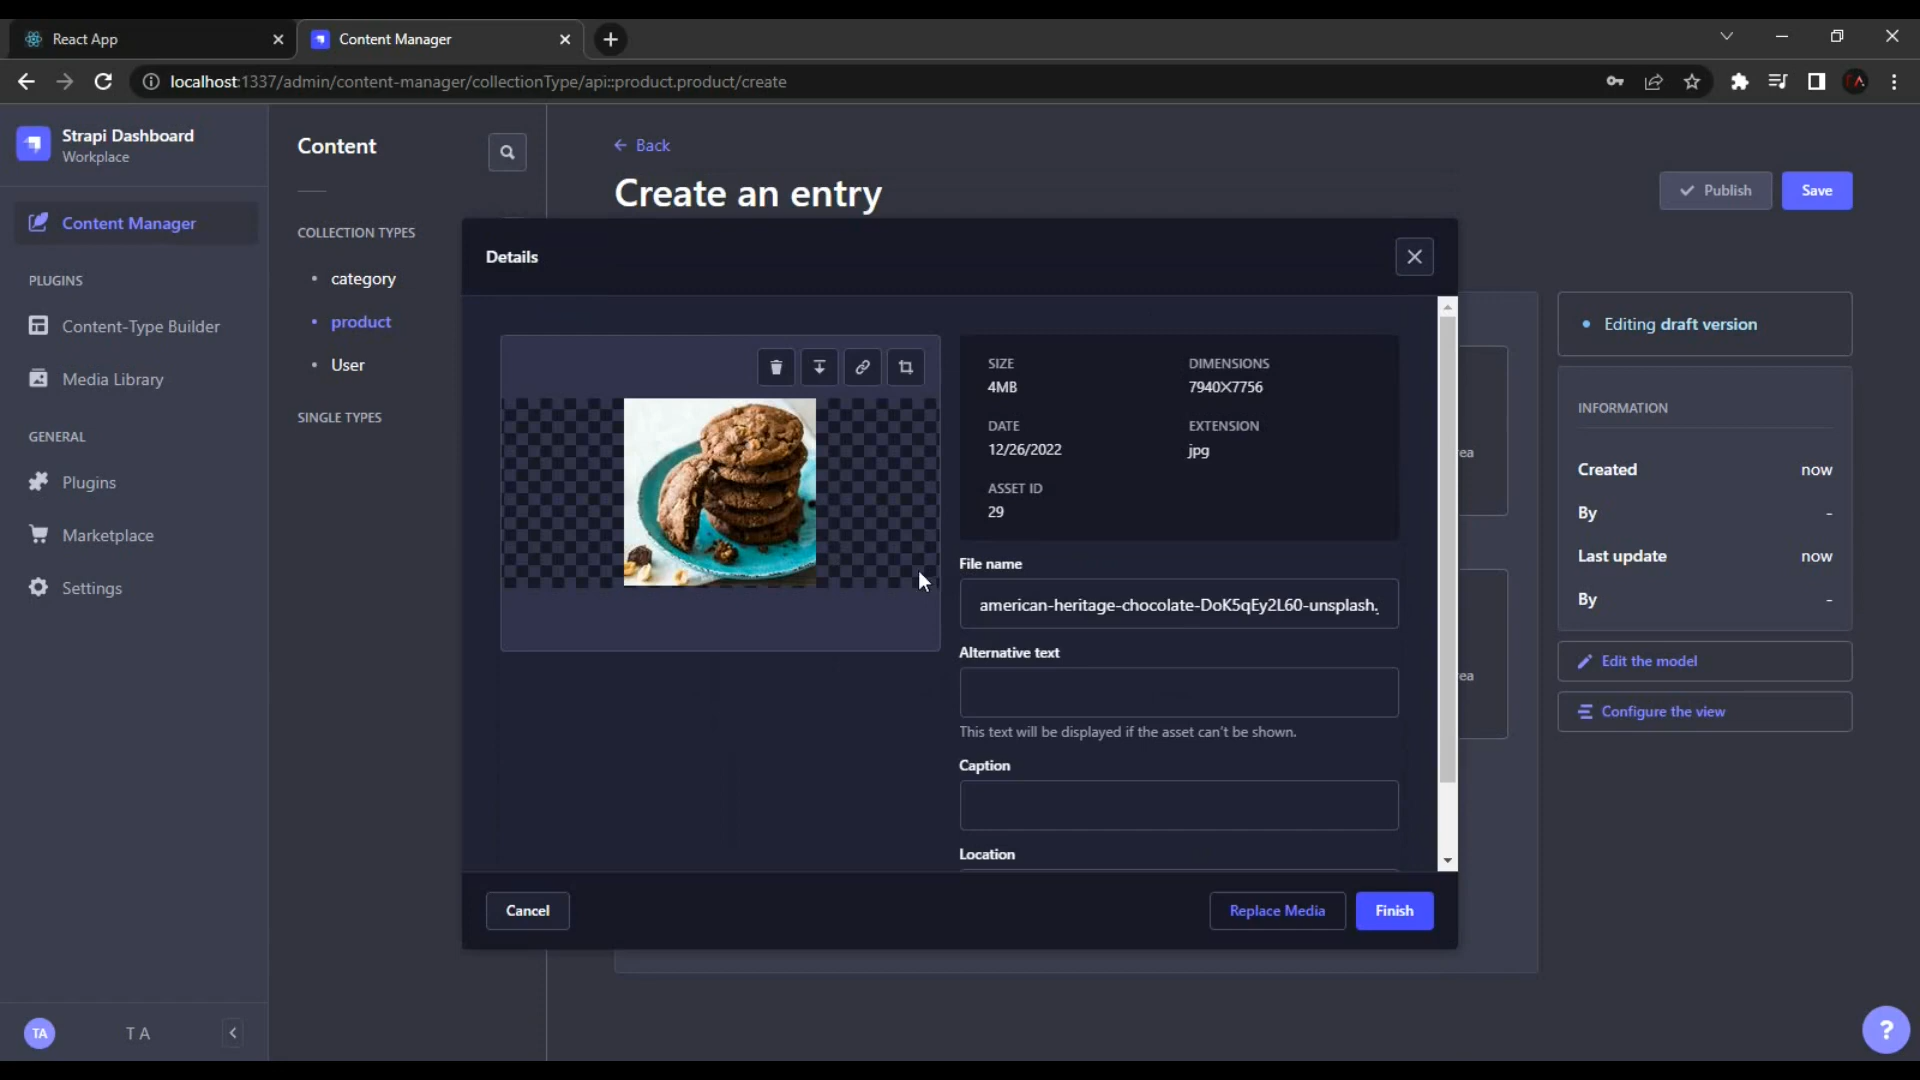 React App
Content Manager
localhost:1337/admin/content-manager/collectionType/api::product.product/create
Strapi Dashboard
Workplace
Content Manager
PLUGINS
Content-Type Builder
Media Library
GENERAL
Plugins
Marketplace
Settings
TA
T A
Content
COLLECTION TYPES
category
product
User
SINGLE TYPES
Back
Create an entry
Publish
Save
Details
SIZE
4MB
DIMENSIONS
7940X7756
DATE
12/26/2022
EXTENSION
jpg
ASSET ID
29
File name
american-heritage-chocolate-DoK5qEy2L60-unsplash.
Alternative text
This text will be displayed if the asset can't be shown.
Caption
Location
Cancel
Replace Media
Finish
rea
rea
Editing draft version
INFORMATION
Created now
By -
Last update now
By -
Edit the model
Configure the view
?